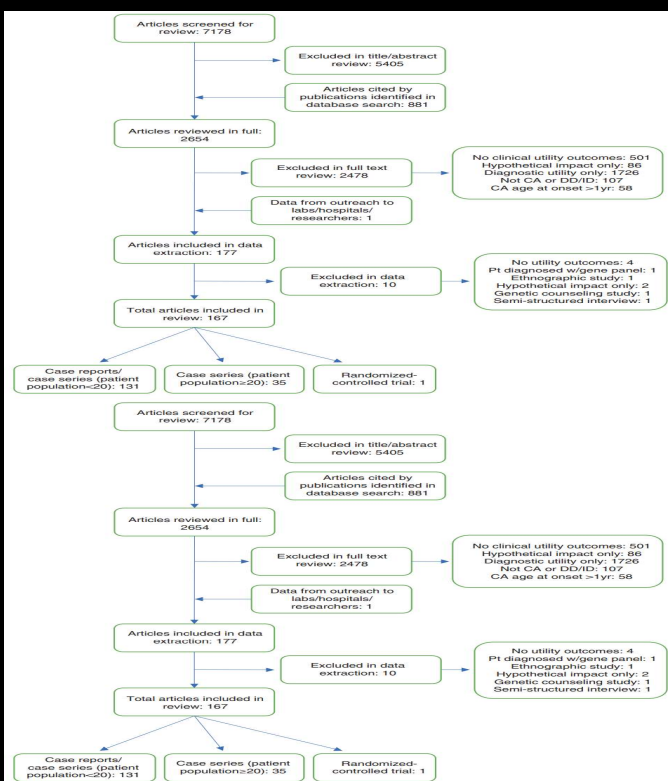 Articles screened for
review: 7178
Excluded in title/abstract
review: 5405
Articles cited by
publications identified in
database search: 881
Articles reviewed in full:
2654
Excluded in full text
review: 2478
No clinical utility outcomes: 501
Hypothetical impact only: 86
Diagnostic utility only: 1726
Not CA or DD/ID: 107
CA age at onset >1yr: 58
Data from outreach to
labs/hospitals/
researchers: 1
Articles included in data
extraction: 177
Excluded in data
extraction: 10
No utility outcomes: 4
Pt diagnosed w/gene panel: 1
Ethnographic study: 1
Hypothetical impact only: 2
Genetic counseling study: 1
Semi-structured interview: 1
Total articles included in
review: 167
Case reports/
case series (patient
population<20): 131
Case series (patient
population≥20): 35
Randomized-
controlled trial: 1
Articles screened for
review: 7178
Excluded in title/abstract
review: 5405
Articles cited by
publications identified in
database search: 881
Articles reviewed in full:
2654
Excluded in full text
review: 2478
No clinical utility outcomes: 501
Hypothetical impact only: 86
Diagnostic utility only: 1726
Not CA or DD/ID: 107
CA age at onset >1yr: 58
Data from outreach to
labs/hospitals/
researchers: 1
Articles included in data
extraction: 177
Excluded in data
extraction: 10
No utility outcomes: 4
Pt diagnosed w/gene panel: 1
Ethnographic study: 1
Hypothetical impact only: 2
Genetic counseling study: 1
Semi-structured interview: 1
Total articles included in
review: 167
Case reports/
case series (patient
population<20): 131
Case series (patient
population≥20): 35
Randomized-
controlled trial: 1